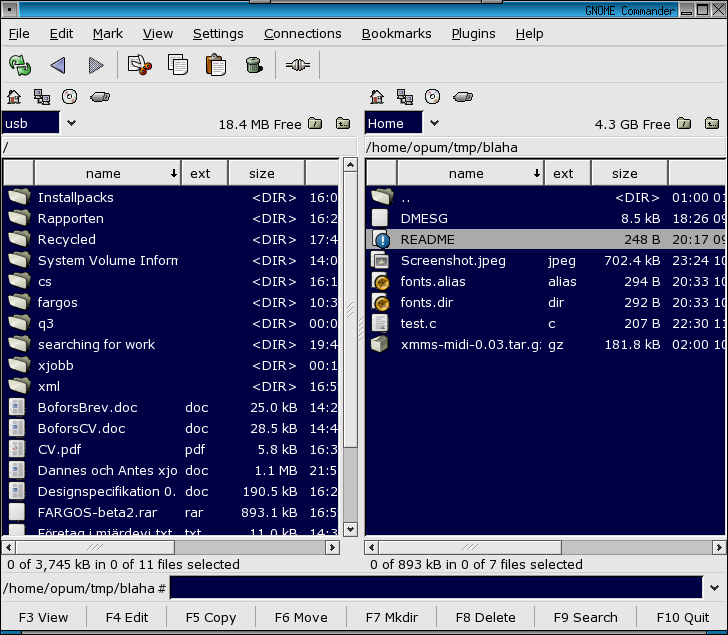 GNOME Commander
File Edit Mark View Settings Connections Bookmarks Plugins Help
usb 18.4 MB Free / ..
Home 4.3 GB Free / ..
/
/home/opum/tmp/blaha
name ext size
Installpacks <DIR> 16:0
Rapporten <DIR> 16:2
Recycled <DIR> 17:4
System Volume Inform <DIR> 14:0
cs <DIR> 16:1
fargos <DIR> 10:3
q3 <DIR> 00:0
searching for work <DIR> 19:4
xjobb <DIR> 00:1
xml <DIR> 16:5
BoforsBrev.doc doc 25.0 kB 14:2
BoforsCV.doc doc 28.5 kB 14:4
CV.pdf pdf 5.8 kB 16:3
Dannes och Antes xjo doc 1.1 MB 21:5
Designspecifikation 0. doc 190.5 kB 16:2
FARGOS-beta2.rar rar 893.1 kB 16:5
Företag i mjärdevi.txt txt 11.0 kB 14:3
name ext size
.. <DIR> 01:00 01
DMESG 8.5 kB 18:26 09
README 248 B 20:17 09
Screenshot.jpeg jpeg 702.4 kB 23:24 10
fonts.alias alias 294 B 20:33 10
fonts.dir dir 292 B 20:33 10
test.c c 207 B 22:30 11
xmms-midi-0.03.tar.g: gz 181.8 kB 02:00 10
0 of 3,745 kB in 0 of 11 files selected
0 of 893 kB in 0 of 7 files selected
/home/opum/tmp/blaha #
F3 View F4 Edit F5 Copy F6 Move F7 Mkdir F8 Delete F9 Search F10 Quit